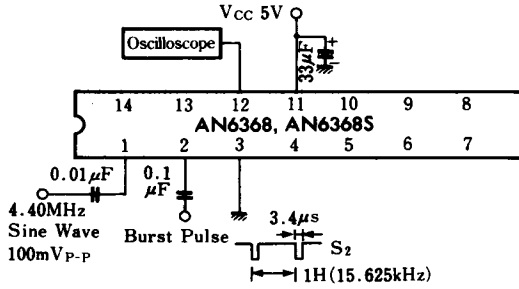 VCC 5V
Oscilloscope
33μF
+
−
14 13 12 11 10 9 8
AN6368, AN6368S
1 2 3 4 5 6 7
0.01μF
0.1
μF
4.40MHz
Sine Wave
100mVP-P
Burst Pulse
3.4μs
S2
1H(15.625kHz)